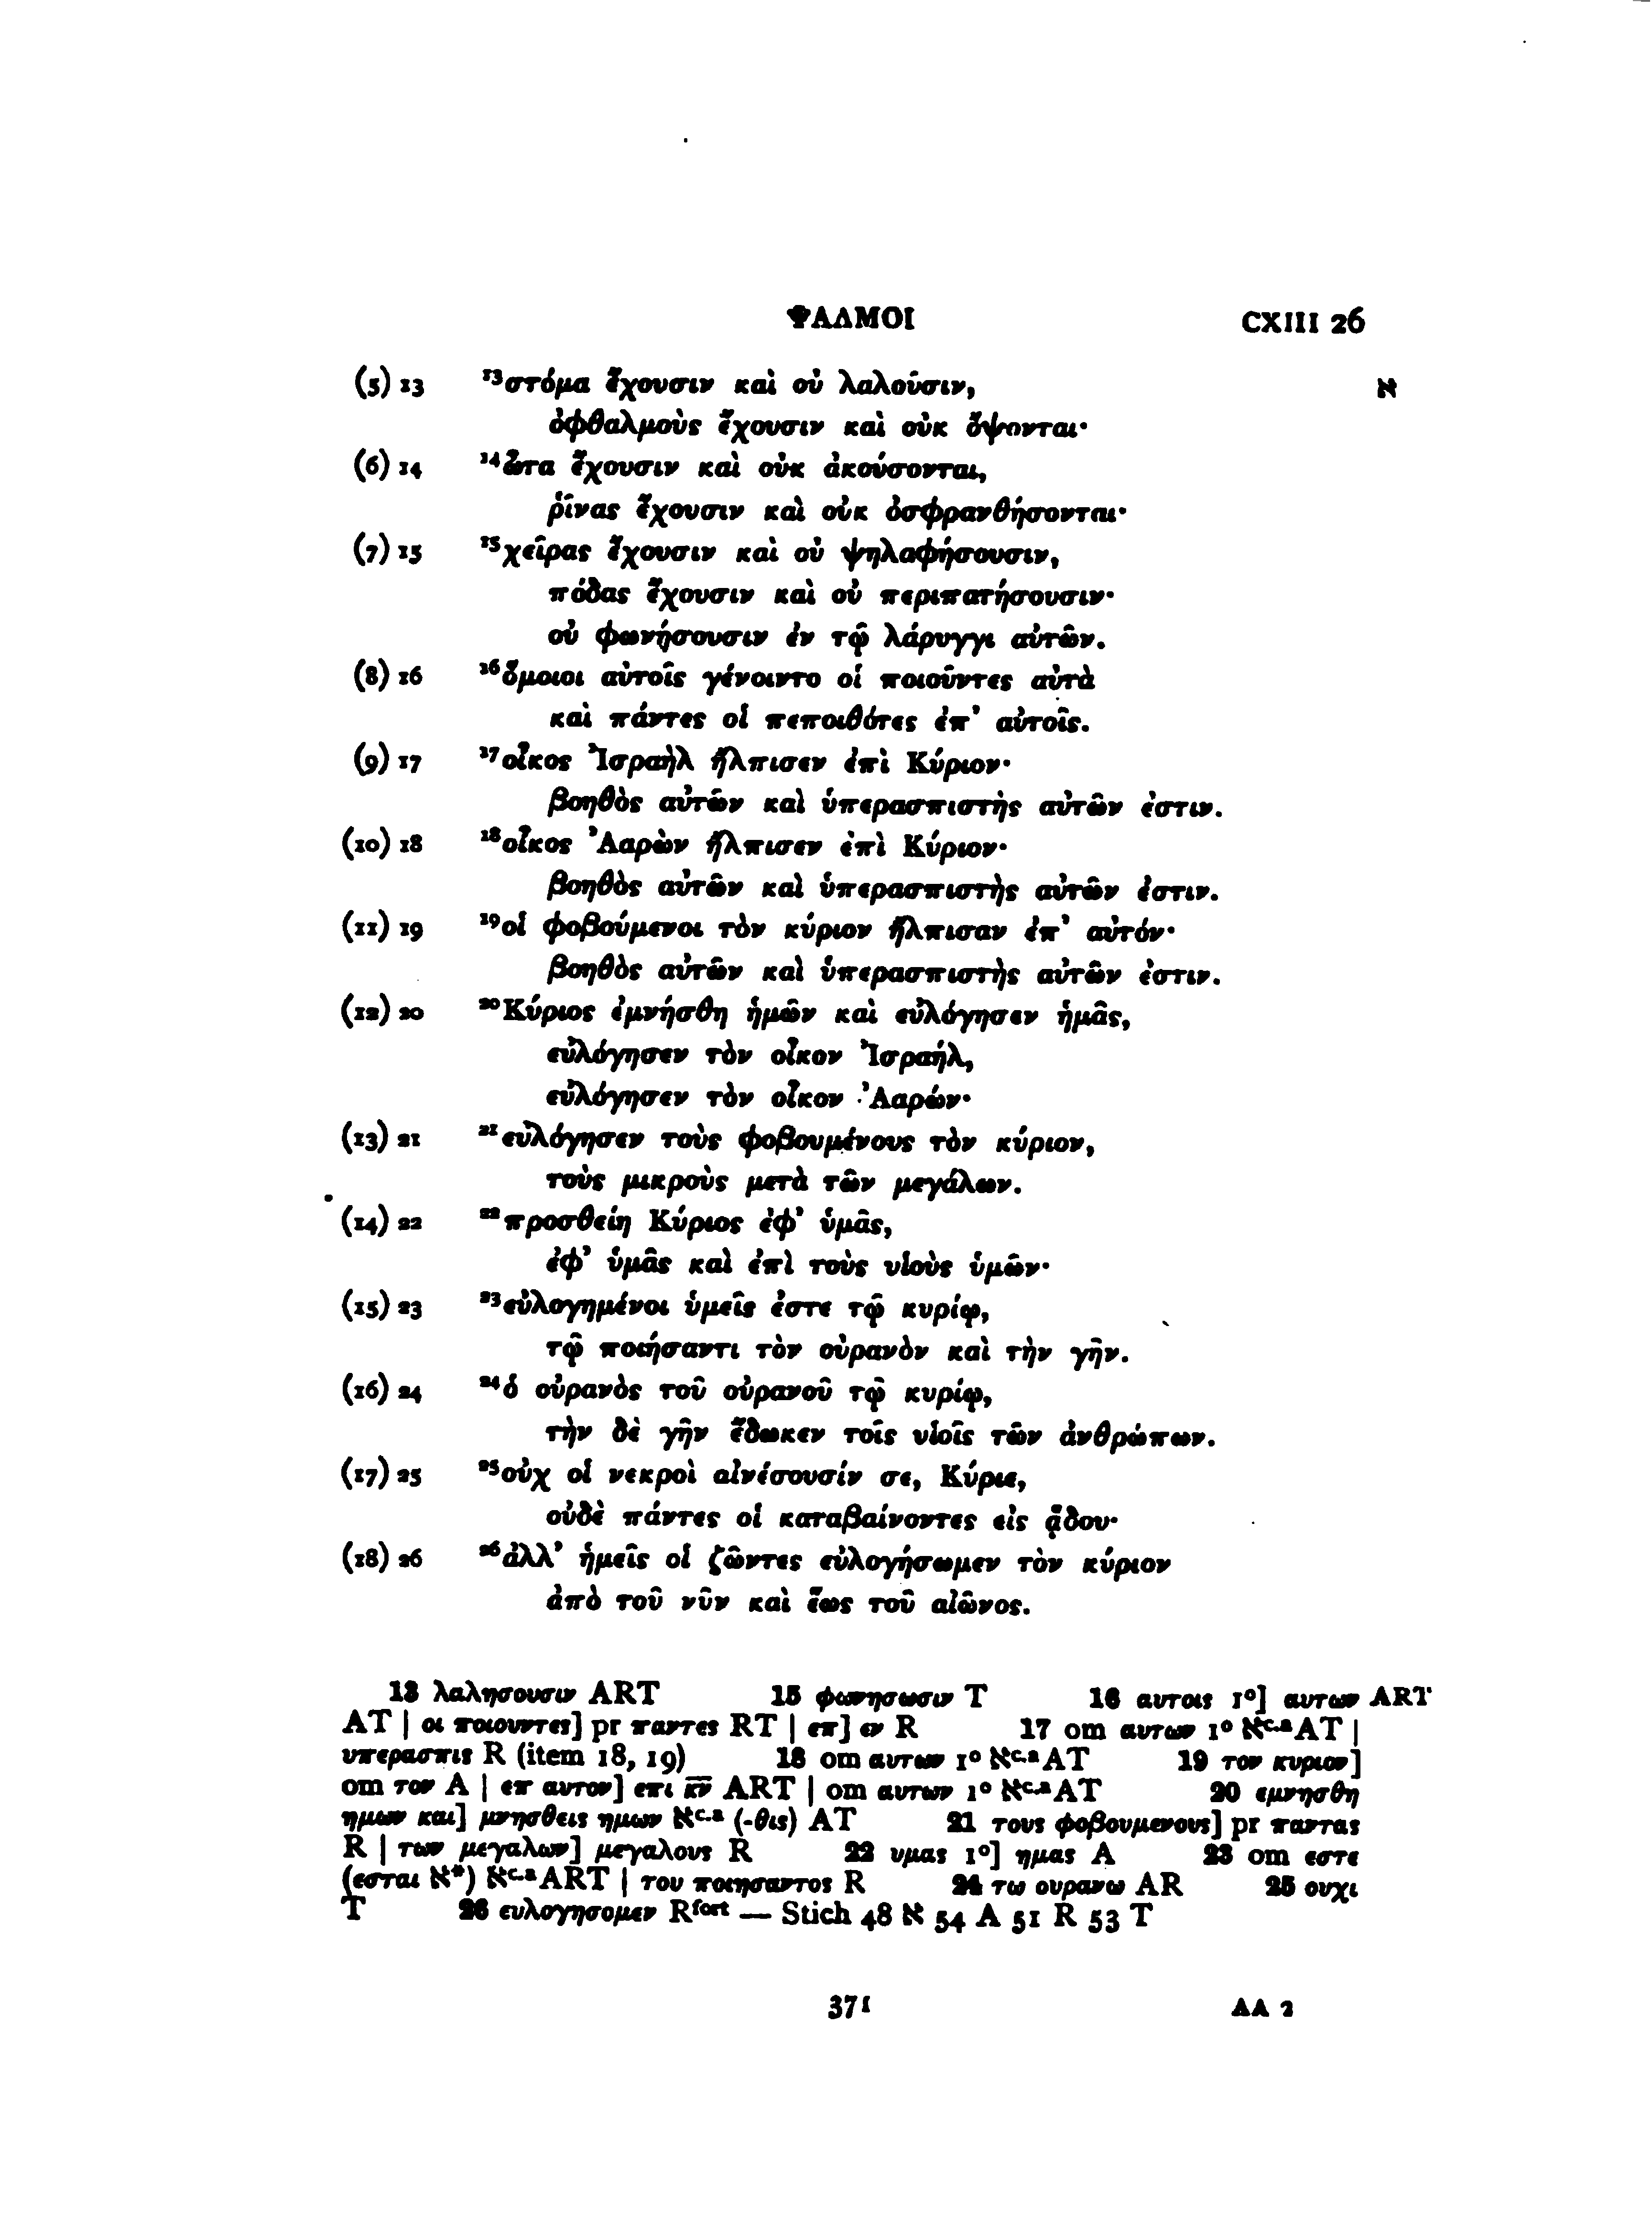 ΨΑΛΜΟΙ CXIII 26
(5) 13 ¹³στόμα ἔχουσιν καὶ οὐ λαλοῦσιν, א
ὀφθαλμοὺς ἔχουσιν καὶ οὐκ ὄψονται·
(6) 14 ¹⁴ὦτα ἔχουσιν καὶ οὐκ ἀκούσονται,
ῥῖνας ἔχουσιν καὶ οὐκ ὀσφρανθήσονται·
(7) 15 ¹⁵χεῖρας ἔχουσιν καὶ οὐ ψηλαφήσουσιν,
πόδας ἔχουσιν καὶ οὐ περιπατήσουσιν·
οὐ φωνήσουσιν ἐν τῷ λάρυγγι αὐτῶν.
(8) 16 ¹⁶ὅμοιοι αὐτοῖς γένοιντο οἱ ποιοῦντες αὐτὰ
καὶ πάντες οἱ πεποιθότες ἐπ’ αὐτοῖς.
(9) 17 ¹⁷οἶκος Ἰσραὴλ ἤλπισεν ἐπὶ Κύριον·
βοηθὸς αὐτῶν καὶ ὑπερασπιστὴς αὐτῶν ἐστιν.
(10) 18 ¹⁸οἶκος Ἀαρὼν ἤλπισεν ἐπὶ Κύριον·
βοηθὸς αὐτῶν καὶ ὑπερασπιστὴς αὐτῶν ἐστιν.
(11) 19 ¹⁹οἱ φοβούμενοι τὸν κύριον ἤλπισαν ἐπ’ αὐτόν·
βοηθὸς αὐτῶν καὶ ὑπερασπιστὴς αὐτῶν ἐστιν.
(12) 20 ²⁰Κύριος ἐμνήσθη ἡμῶν καὶ εὐλόγησεν ἡμᾶς,
εὐλόγησεν τὸν οἶκον Ἰσραήλ,
εὐλόγησεν τὸν οἶκον Ἀαρών·
(13) 21 ²¹εὐλόγησεν τοὺς φοβουμένους τὸν κύριον,
τοὺς μικροὺς μετὰ τῶν μεγάλων.
(14) 22 ²²προσθείη Κύριος ἐφ’ ὑμᾶς,
ἐφ’ ὑμᾶς καὶ ἐπὶ τοὺς υἱοὺς ὑμῶν·
(15) 23 ²³εὐλογημένοι ὑμεῖς ἐστε τῷ κυρίῳ,
τῷ ποιήσαντι τὸν οὐρανὸν καὶ τὴν γῆν.
(16) 24 ²⁴ὁ οὐρανὸς τοῦ οὐρανοῦ τῷ κυρίῳ,
τὴν δὲ γῆν ἔδωκεν τοῖς υἱοῖς τῶν ἀνθρώπων.
(17) 25 ²⁵οὐχ οἱ νεκροὶ αἰνέσουσίν σε, Κύριε,
οὐδὲ πάντες οἱ καταβαίνοντες εἰς ᾅδου·
(18) 26 ²⁶ἀλλ’ ἡμεῖς οἱ ζῶντες εὐλογήσωμεν τὸν κύριον
ἀπὸ τοῦ νῦν καὶ ἕως τοῦ αἰῶνος.
13 λαλησουσιν ART 15 φωνησωσιν T 16 αυτοις 1º] αυτων ART
AT | οι ποιουντες] pr παντες RT | επ] εν R 17 om αυτων 1º אᶜ·ᵃAT |
υπερασπις R (item 18, 19) 18 om αυτων 1º אᶜ·ᵃAT 19 τον κυριον]
om τον A | επ αυτον] επι κ̅ν̅ ART | om αυτων 1º אᶜ·ᵃAT 20 εμνησθη
ημων και] μνησθεις ημων אᶜ·ᵃ (-θις) AT 21 τους φοβουμενους] pr παντας
R | των μεγαλων] μεγαλους R 22 υμας 1º] ημας A 23 om εστε
(εσται א*) אᶜ·ᵃART | του ποιησαντος R 24 τω ουρανω AR 25 ουχι
T 26 ευλογησομεν Rᶠᵒʳᵗ — Stich 48 א 54 A 51 R 53 T
371 AA 2